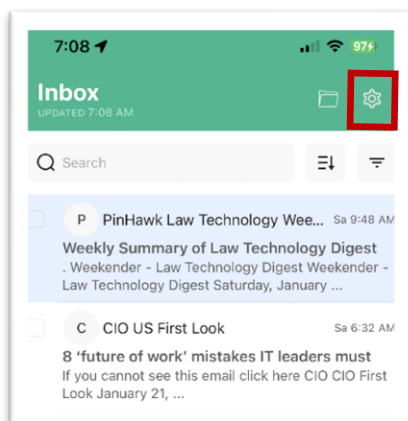 7:08
97
Inbox
UPDATED 7:08 AM
Search
P PinHawk Law Technology Wee... Sa 9:48 AM
Weekly Summary of Law Technology Digest
. Weekender - Law Technology Digest Weekender -
Law Technology Digest Saturday, January ...
C CIO US First Look Sa 6:32 AM
8 ‘future of work’ mistakes IT leaders must
If you cannot see this email click here CIO CIO First
Look January 21, ...